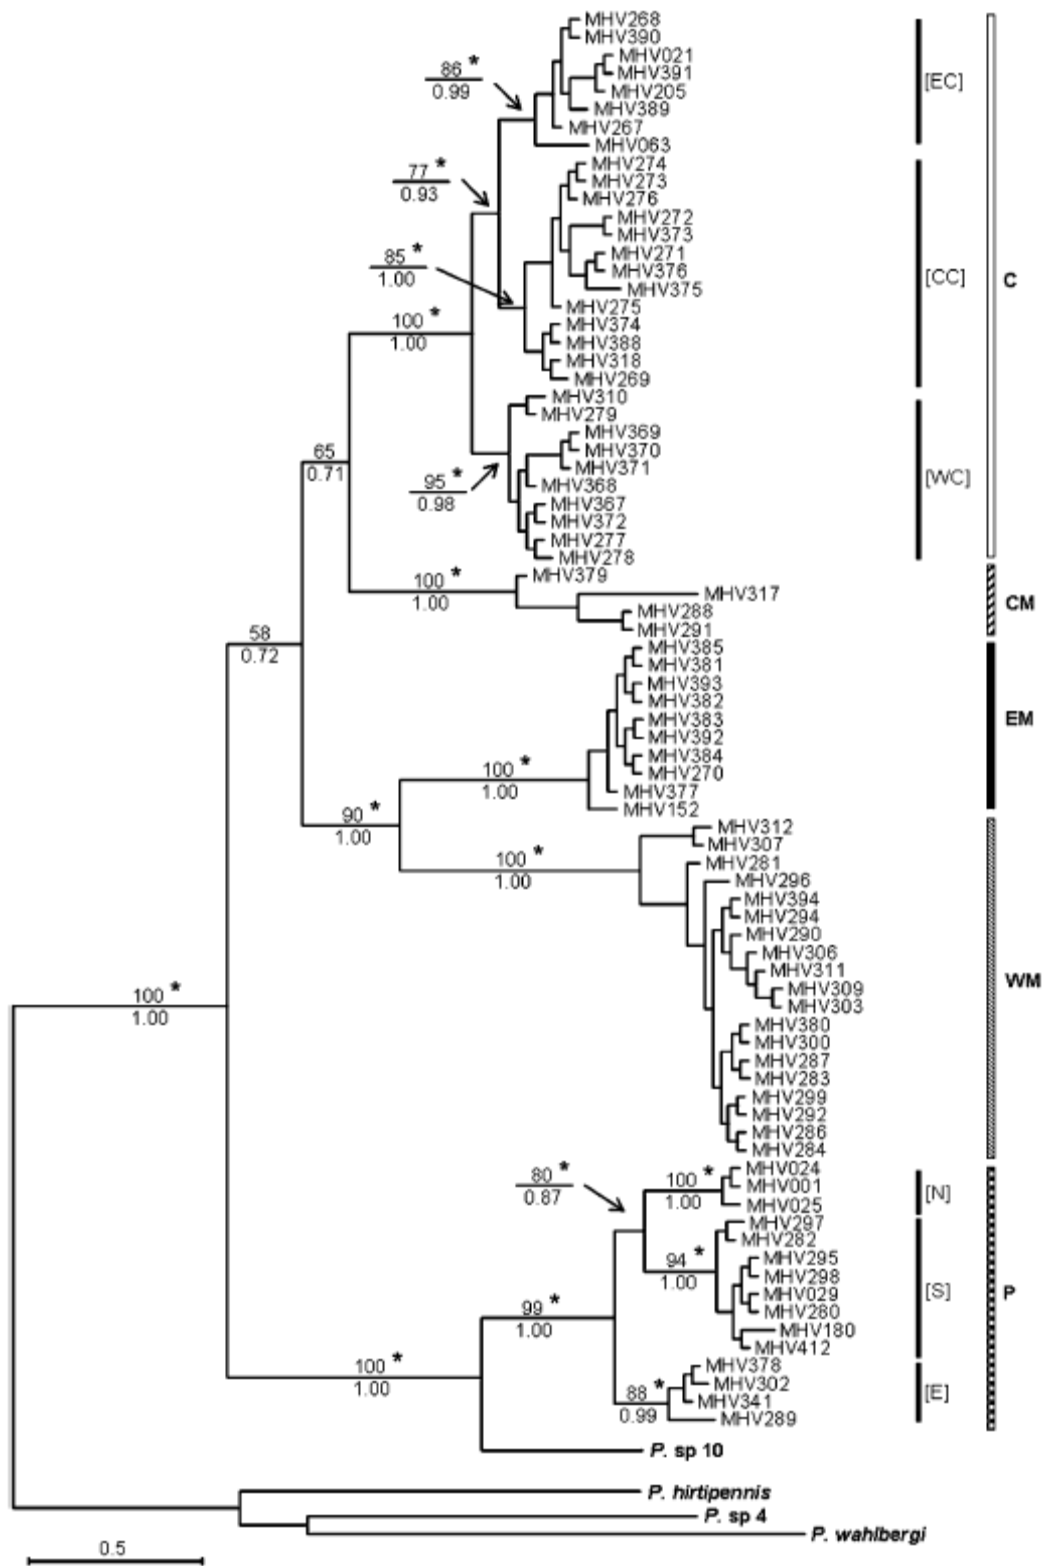 MHV268
MHV390
MHV021
86 *
MHV391
[EC]
0.99
MHV205
MHV389
MHV267
MHV063
MHV274
77 *
MHV273
0.93
MHV276
MHV272
MHV373
85 *
MHV271
1.00
MHV376
[CC]
C
MHV375
MHV275
100 *
MHV374
1.00
MHV388
MHV318
MHV269
MHV310
MHV279
MHV369
65
MHV370
0.71
MHV371
95 *
MHV368
[WC]
0.98
MHV367
MHV372
MHV277
MHV278
100 *
MHV379
1.00
MHV317
CM
MHV288
MHV291
58
MHV385
0.72
MHV381
MHV393
MHV382
MHV383
EM
MHV392
MHV384
100 *
MHV270
1.00
MHV377
90 *
MHV152
1.00
MHV312
MHV307
100 *
MHV281
1.00
MHV296
MHV394
MHV294
MHV290
MHV306
MHV311
WM
100 *
MHV309
1.00
MHV303
MHV380
MHV300
MHV287
MHV283
MHV299
MHV292
MHV286
MHV284
80 *
MHV024
0.87
100 *
MHV001
[N]
1.00
MHV025
MHV297
MHV282
94 *
MHV295
1.00
MHV298
[S]
P
MHV029
99 *
MHV280
1.00
MHV180
MHV412
100 *
MHV378
1.00
MHV302
[E]
88 *
MHV341
0.99
MHV289
P. sp 10
P. hirtipennis
P. sp 4
P. wahlbergi
0.5